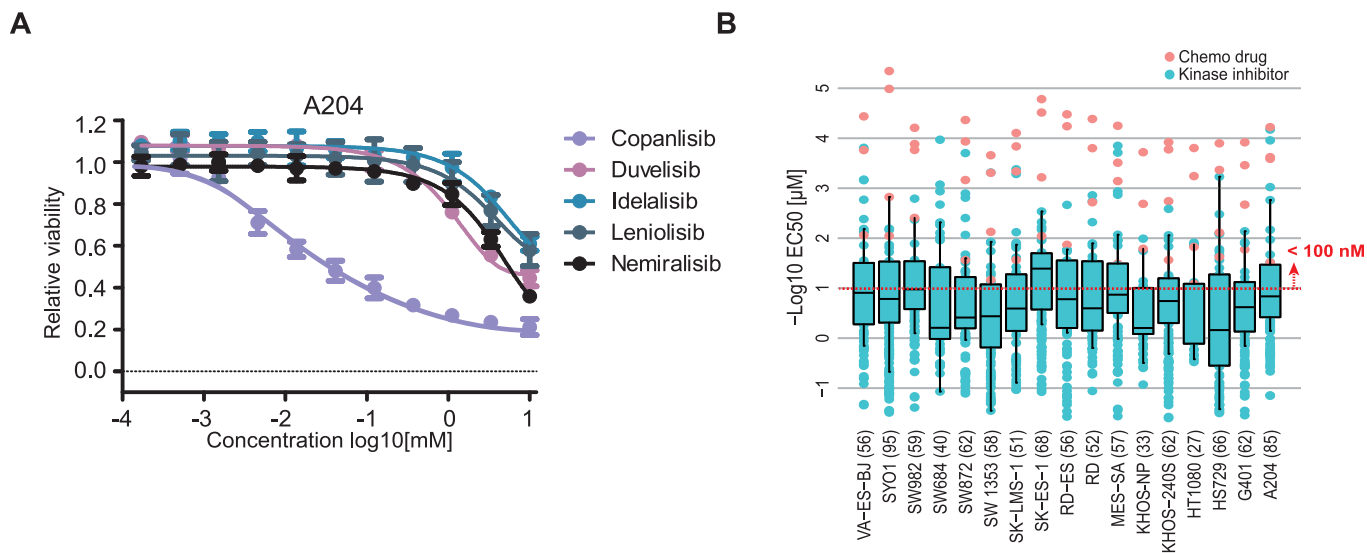 A
A204
1.2
1.0
0.8
0.6
0.4
0.2
0.0
Relative viability
-4 -3 -2 -1 0 1
Concentration log10[mM]
Copanlisib
Duvelisib
Idelalisib
Leniolisib
Nemiralisib
B
Chemo drug
Kinase inhibitor
5
4
3
2
1
0
−1
−Log10 EC50 [µM]
< 100 nM
VA−ES−BJ (56)
SYO1 (95)
SW982 (59)
SW684 (40)
SW872 (62)
SW 1353 (58)
SK−LMS−1 (51)
SK−ES−1 (68)
RD−ES (56)
RD (52)
MES−SA (57)
KHOS−NP (33)
KHOS−240S (62)
HT1080 (27)
HS729 (66)
G401 (62)
A204 (85)